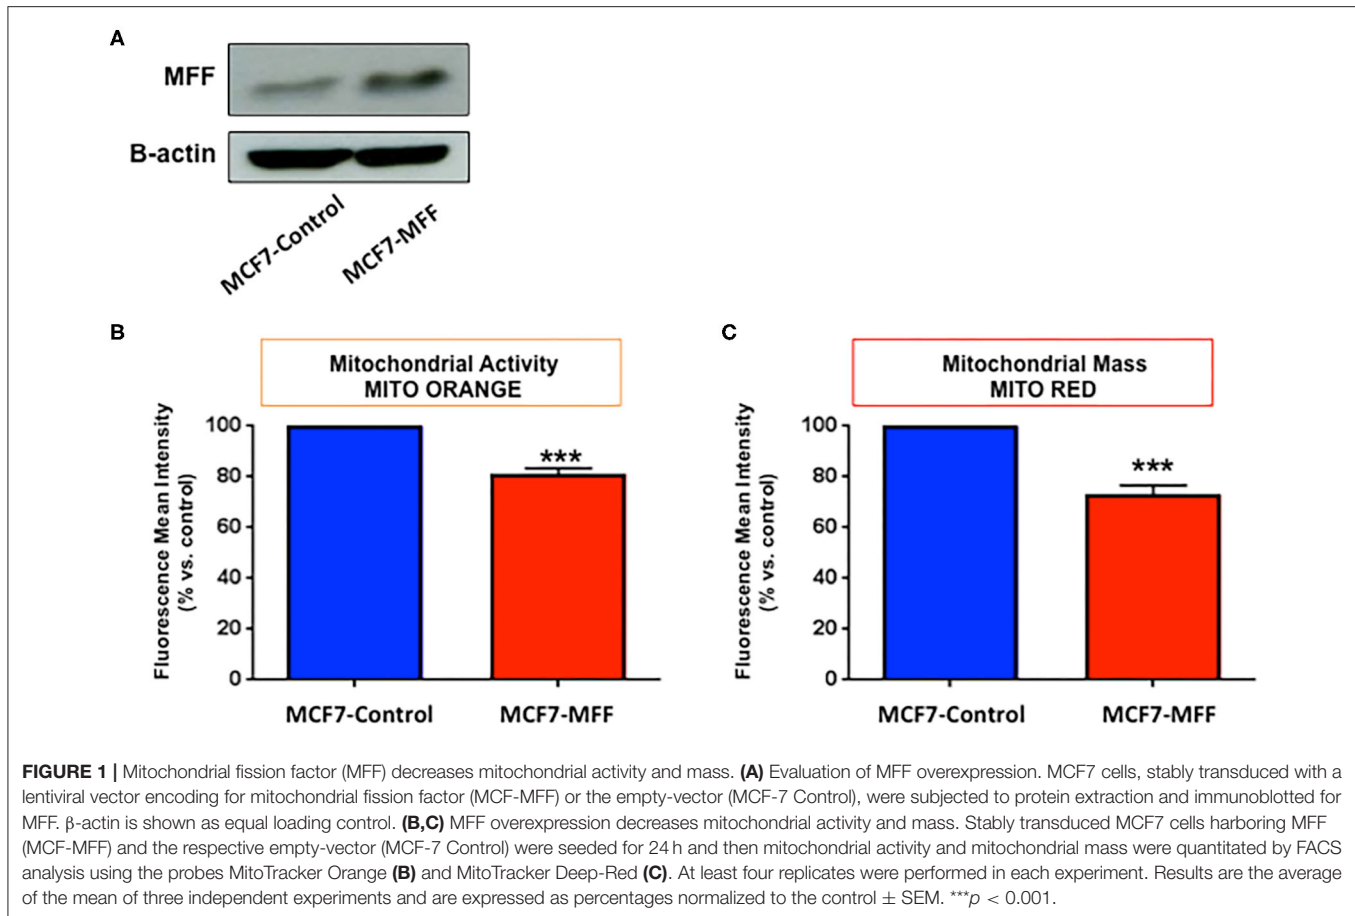 A
MFF
B-actin
MCF7-Control
MCF7-MFF
B
Mitochondrial Activity
MITO ORANGE
Fluorescence Mean Intensity
(% vs. control)
100
80
60
40
20
0
***
MCF7-Control
MCF7-MFF
C
Mitochondrial Mass
MITO RED
Fluorescence Mean Intensity
(% vs. control)
100
80
60
40
20
0
***
MCF7-Control
MCF7-MFF
FIGURE 1 | Mitochondrial fission factor (MFF) decreases mitochondrial activity and mass. (A) Evaluation of MFF overexpression. MCF7 cells, stably transduced with a
lentiviral vector encoding for mitochondrial fission factor (MCF-MFF) or the empty-vector (MCF-7 Control), were subjected to protein extraction and immunoblotted for
MFF. β-actin is shown as equal loading control. (B,C) MFF overexpression decreases mitochondrial activity and mass. Stably transduced MCF7 cells harboring MFF
(MCF-MFF) and the respective empty-vector (MCF-7 Control) were seeded for 24 h and then mitochondrial activity and mitochondrial mass were quantitated by FACS
analysis using the probes MitoTracker Orange (B) and MitoTracker Deep-Red (C). At least four replicates were performed in each experiment. Results are the average
of the mean of three independent experiments and are expressed as percentages normalized to the control ± SEM. ***p < 0.001.